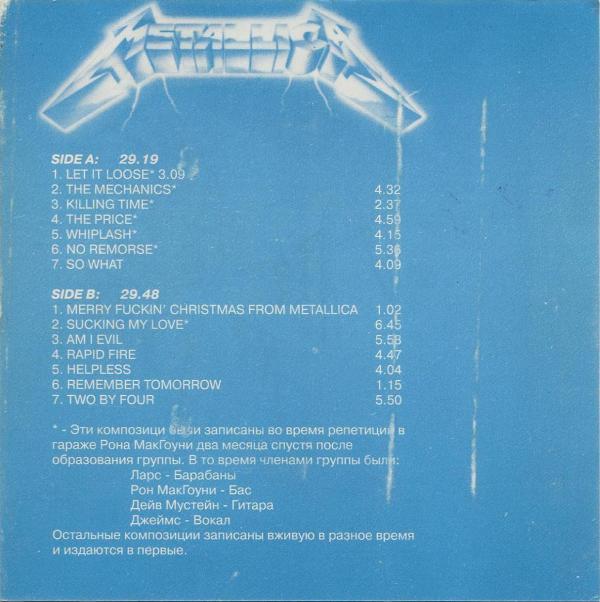 METALLICA
SIDE A: 29.19
1. LET IT LOOSE* 3.09
2. THE MECHANICS* 4.32
3. KILLING TIME* 2.37
4. THE PRICE* 4.59
5. WHIPLASH* 4.15
6. NO REMORSE* 5.36
7. SO WHAT 4.09
SIDE B: 29.48
1. MERRY FUCKIN' CHRISTMAS FROM METALLICA 1.02
2. SUCKING MY LOVE* 6.45
3. AM I EVIL 5.58
4. RAPID FIRE 4.47
5. HELPLESS 4.04
6. REMEMBER TOMORROW 1.15
7. TWO BY FOUR 5.50
* - Эти композици были записаны во время репетиций в
гараже Рона МакГоуни два месяца спустя после
образования группы. В то время членами группы были:
Ларс - Барабаны
Рон МакГоуни - Бас
Дейв Мустейн - Гитара
Джеймс - Вокал
Остальные композиции записаны вживую в разное время
и издаются в первые.